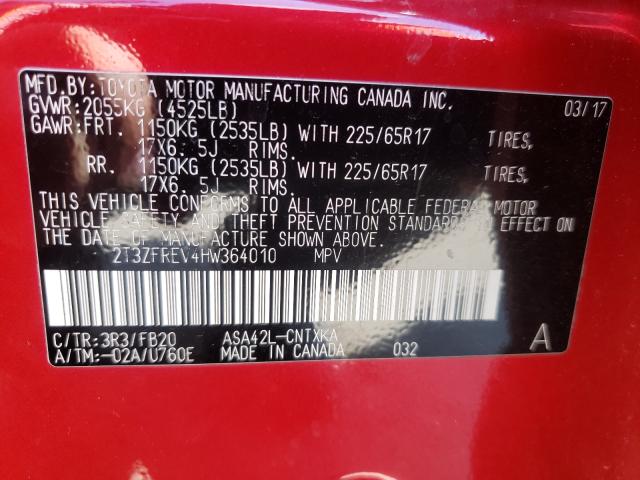 MFD.BY:TOYOTA MOTOR MANUFACTURING CANADA INC.
GVWR:2055KG (4525LB) 03/17
GAWR:FRT. 1150KG (2535LB) WITH 225/65R17 TIRES,
17X6.5J RIMS.
RR. 1150KG (2535LB) WITH 225/65R17 TIRES,
17X6.5J RIMS.
THIS VEHICLE CONFORMS TO ALL APPLICABLE FEDERAL MOTOR
VEHICLE SAFETY AND THEFT PREVENTION STANDARDS IN EFFECT ON
THE DATE OF MANUFACTURE SHOWN ABOVE.
2T3ZFREV4HW364010 MPV
C/TR:3R3/FB20 ASA42L-CNTXKA A
A/TM:-02A/U760E MADE IN CANADA 032